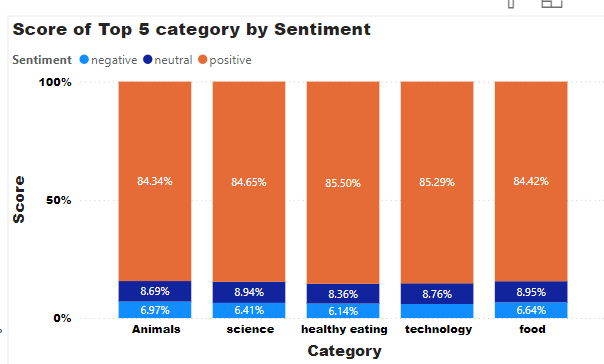 Score of Top 5 category by Sentiment
Sentiment negative neutral positive
100%
84.34% 84.65% 85.50% 85.29% 84.42%
50%
8.69% 8.94% 8.36% 8.76% 8.95%
6.97% 6.41% 6.14% 6.64%
0%
Animals science healthy eating technology food
Score
Category